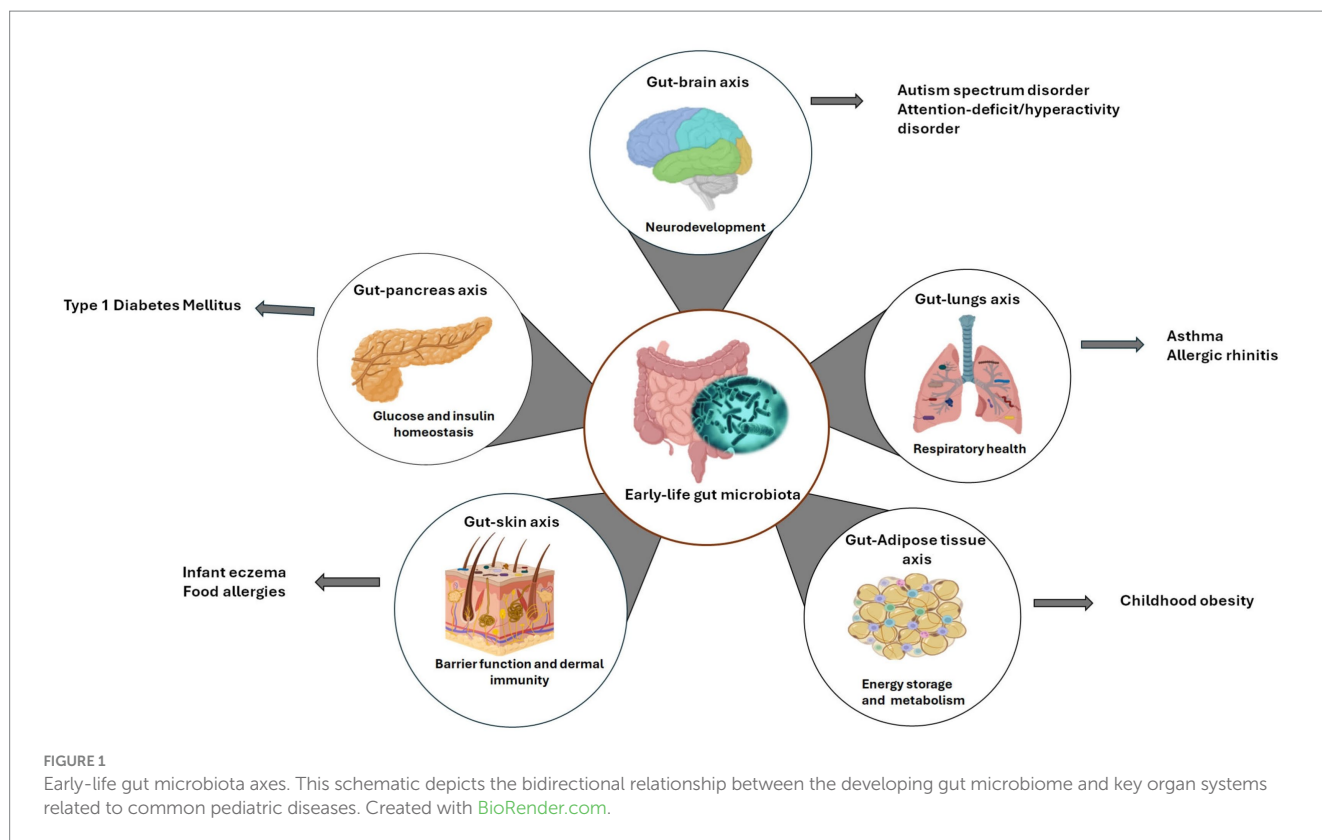 Gut-brain axis
Neurodevelopment
Autism spectrum disorder
Attention-deficit/hyperactivity
disorder
Gut-pancreas axis
Glucose and insulin
homeostasis
Type 1 Diabetes Mellitus
Gut-lungs axis
Respiratory health
Asthma
Allergic rhinitis
Early-life gut microbiota
Gut-skin axis
Barrier function and dermal
immunity
Infant eczema
Food allergies
Gut-Adipose tissue
axis
Energy storage
and metabolism
Childhood obesity
FIGURE 1
Early-life gut microbiota axes. This schematic depicts the bidirectional relationship between the developing gut microbiome and key organ systems
related to common pediatric diseases. Created with BioRender.com.